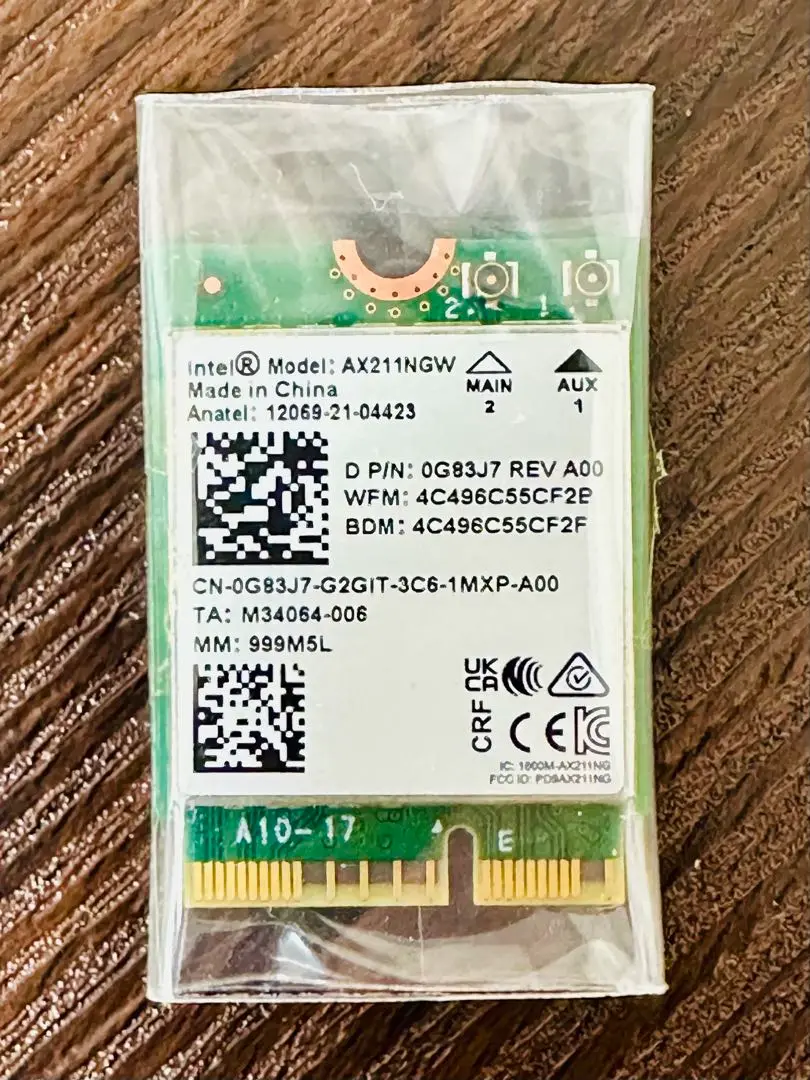 2 1
Intel® Model: AX211NGW
MAIN AUX
2 1
Made in China
Anatel: 12069-21-04423
D P/N: 0G83J7 REV A00
WFM: 4C496C55CF2B
BDM: 4C496C55CF2F
CN-0G83J7-G2GIT-3C6-1MXP-A00
TA: M34064-006
MM: 999M5L
UK
CA
CRF CE
IC: 1000M-AX211NG
FCC ID: PD9AX211NG
A10-17 E